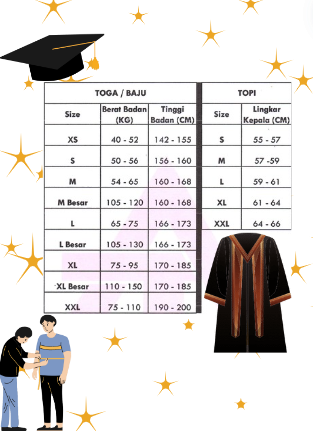 TOGA / BAJU TOPI
Size Berat Badan (KG) Tinggi Badan (CM) Size Lingkar Kepala (CM)
XS 40 - 52 142 - 155 S 55 - 57
S 50 - 56 156 - 160 M 57 -59
M 54 - 65 160 - 168 L 59 - 61
M Besar 105 - 120 160 - 168 XL 61 - 64
L 65 - 75 166 - 173 XXL 64 - 66
L Besar 105 - 130 166 - 173
XL 75 - 95 170 - 185
XL Besar 110 - 150 170 - 185
XXL 75 - 110 190 - 200